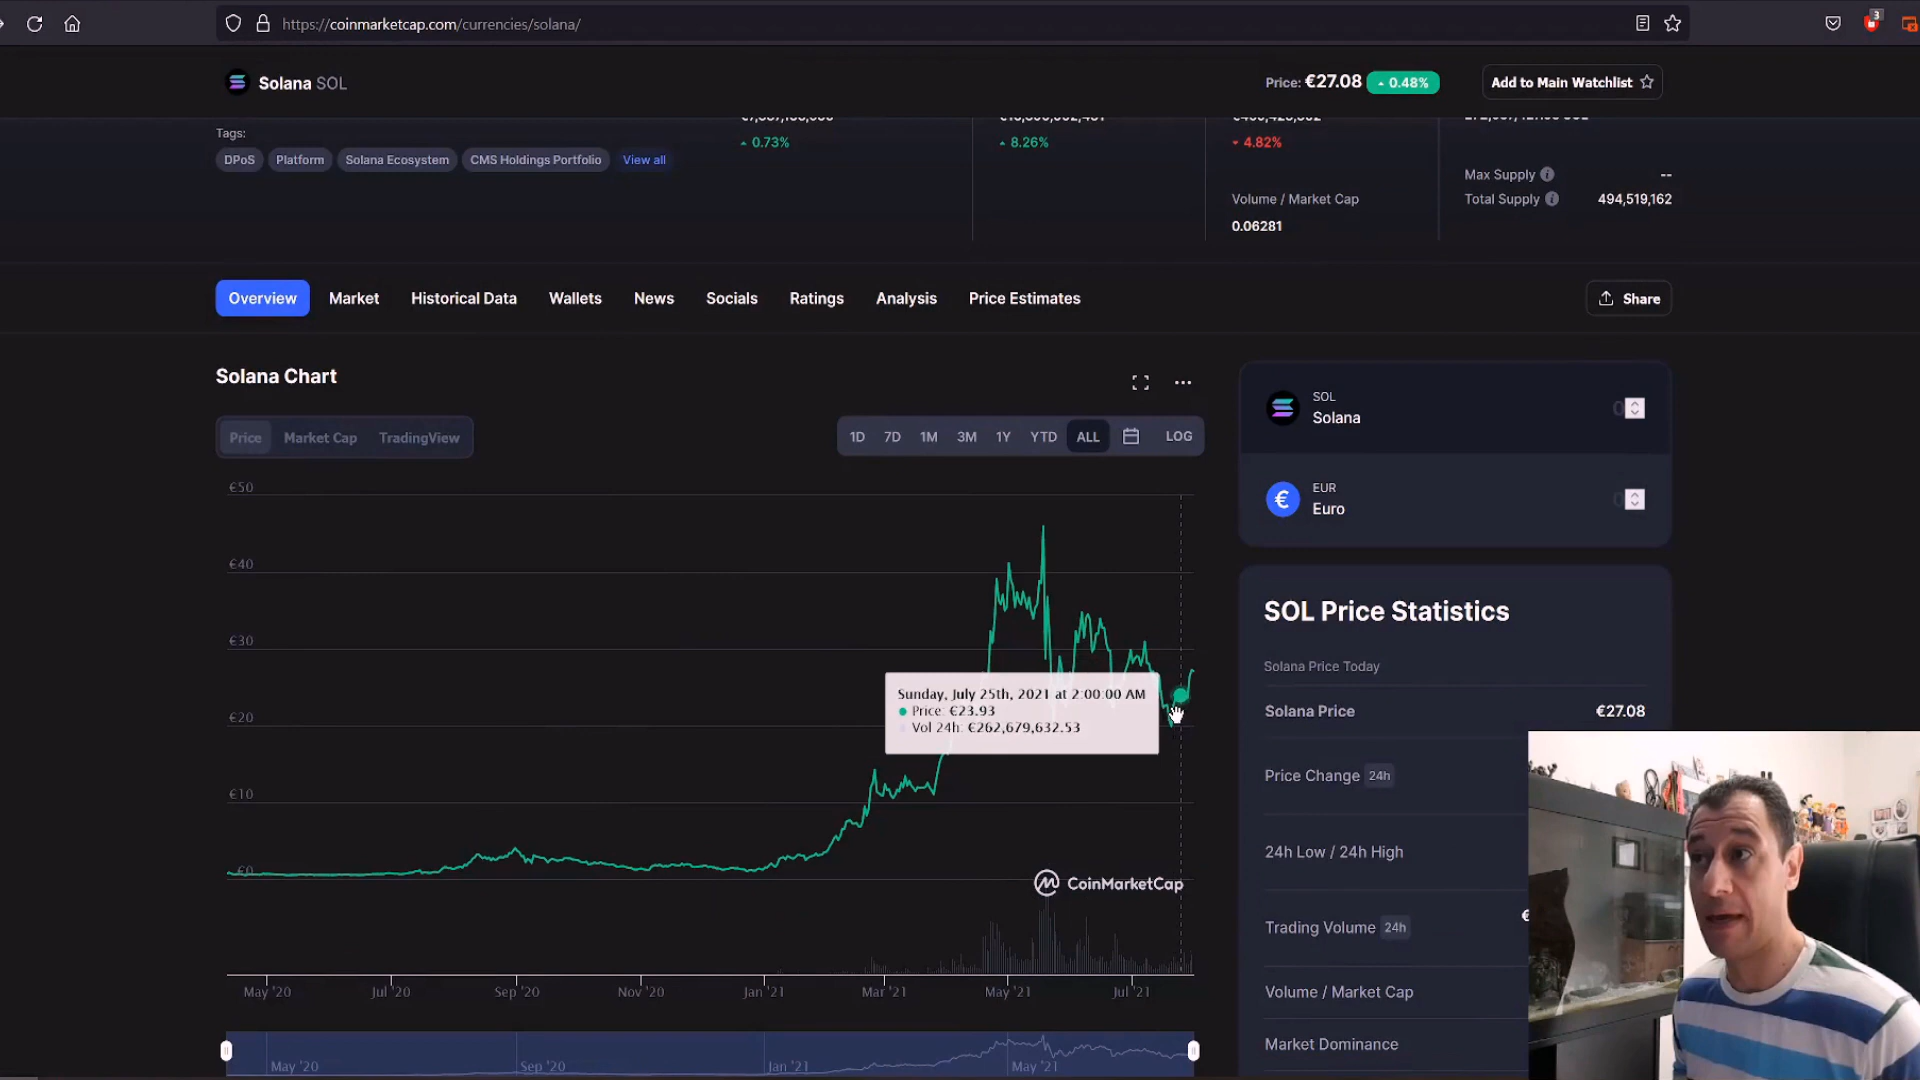 https://coinmarketcap.com/currencies/solana/
3
Solana SOL
Price: €27.08 0.48%
Add to Main Watchlist
Tags:
DPoS Platform Solana Ecosystem CMS Holdings Portfolio View all
0.73%
8.26%
4.82%
Volume / Market Cap
0.06281
Max Supply --
Total Supply 494,519,162
Overview Market Historical Data Wallets News Socials Ratings Analysis Price Estimates
Share
Solana Chart
Price Market Cap TradingView
1D 7D 1M 3M 1Y YTD ALL LOG
€50
€40
€30
€20
€10
€0
Sunday, July 25th, 2021 at 2:00:00 AM
Price: €23.93
Vol 24h: €262,679,632.53
CoinMarketCap
May '20 Jul '20 Sep '20 Nov '20 Jan '21 Mar '21 May '21 Jul '21
May '20 Sep '20 Jan '21 May '21
SOL
Solana
EUR
Euro
SOL Price Statistics
Solana Price Today
Solana Price €27.08
Price Change 24h
24h Low / 24h High
Trading Volume 24h €
Volume / Market Cap
Market Dominance